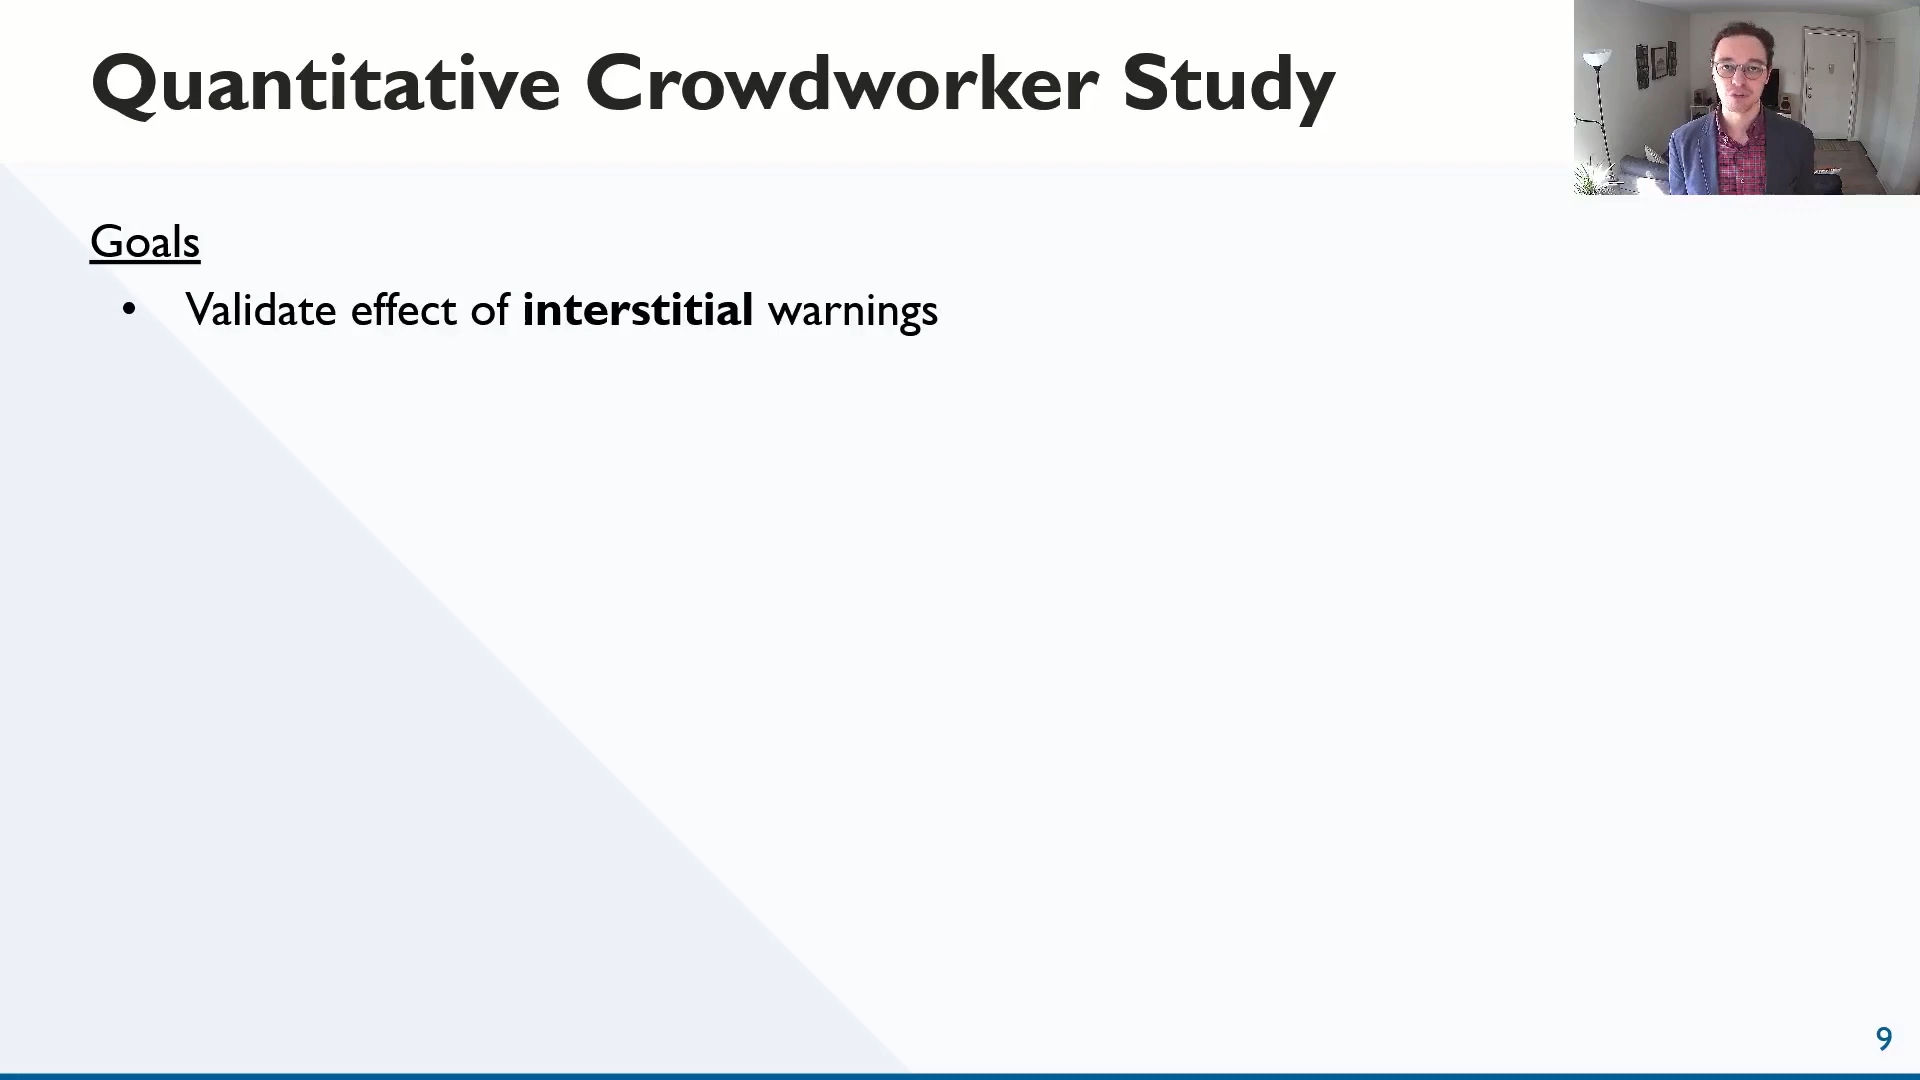 Quantitative Crowdworker Study
Goals
• Validate effect of interstitial warnings
9